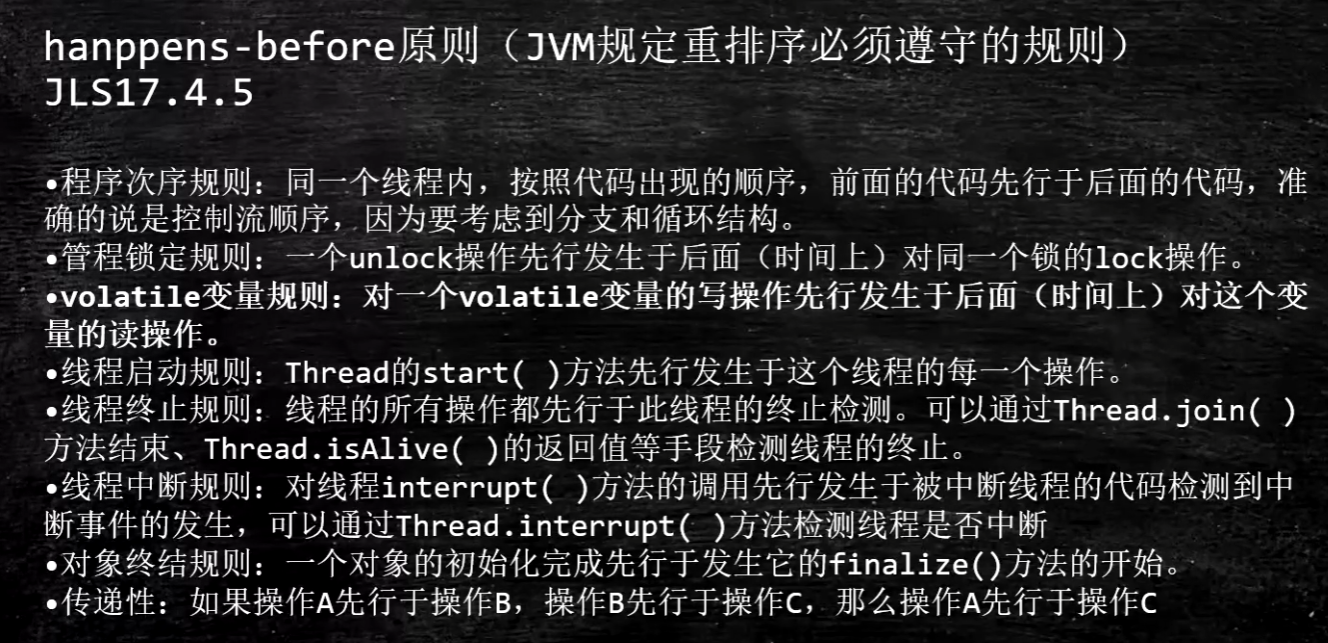 hanppens-before原则（JVM规定重排序必须遵守的规则）
JLS17.4.5
•程序次序规则：同一个线程内，按照代码出现的顺序，前面的代码先行于后面的代码，准
确的说是控制流顺序，因为要考虑到分支和循环结构。
•管程锁定规则：一个unlock操作先行发生于后面（时间上）对同一个锁的lock操作。
•volatile变量规则：对一个volatile变量的写操作先行发生于后面（时间上）对这个变
量的读操作。
•线程启动规则：Thread的start( )方法先行发生于这个线程的每一个操作。
•线程终止规则：线程的所有操作都先行于此线程的终止检测。可以通过Thread.join( )
方法结束、Thread.isAlive( )的返回值等手段检测线程的终止。
•线程中断规则：对线程interrupt( )方法的调用先行发生于被中断线程的代码检测到中
断事件的发生，可以通过Thread.interrupt( )方法检测线程是否中断
•对象终结规则：一个对象的初始化完成先行于发生它的finalize()方法的开始。
•传递性：如果操作A先行于操作B，操作B先行于操作C，那么操作A先行于操作C